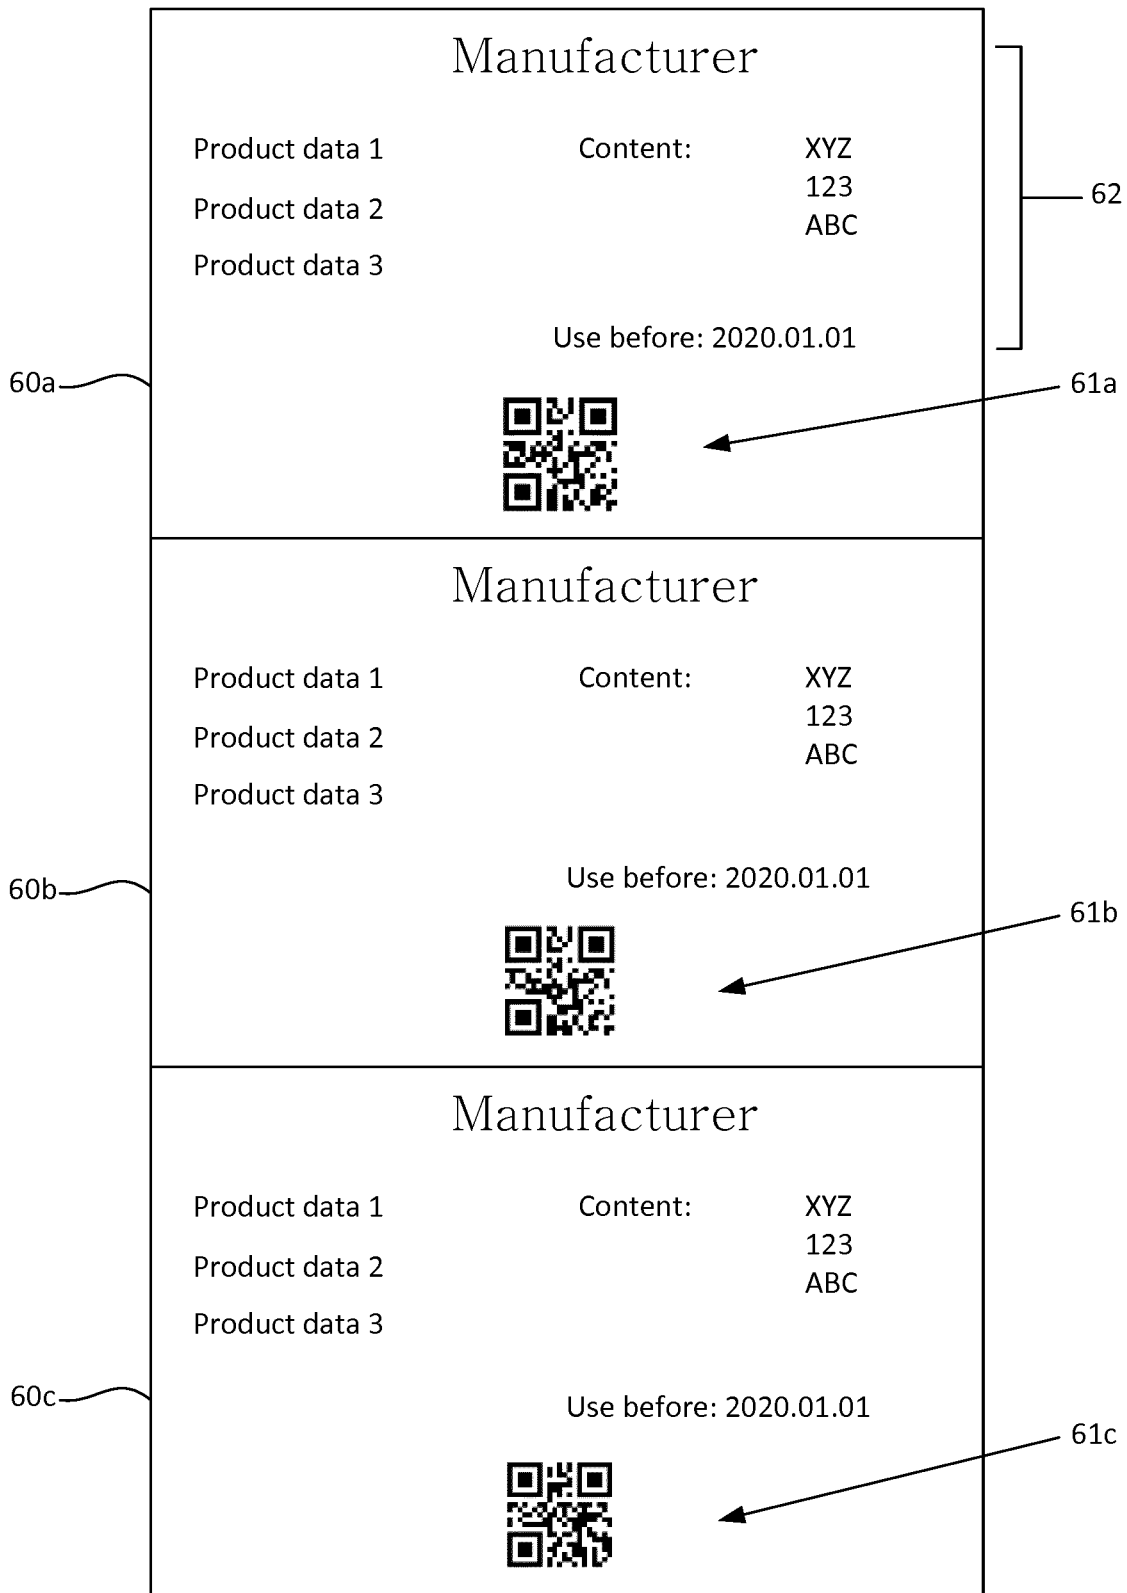 Manufacturer
Product data 1 Content: XYZ
123
Product data 2 ABC
Product data 3
Use before: 2020.01.01
62
60a
61a
Manufacturer
Product data 1 Content: XYZ
123
Product data 2 ABC
Product data 3
Use before: 2020.01.01
60b
61b
Manufacturer
Product data 1 Content: XYZ
123
Product data 2 ABC
Product data 3
Use before: 2020.01.01
60c
61c